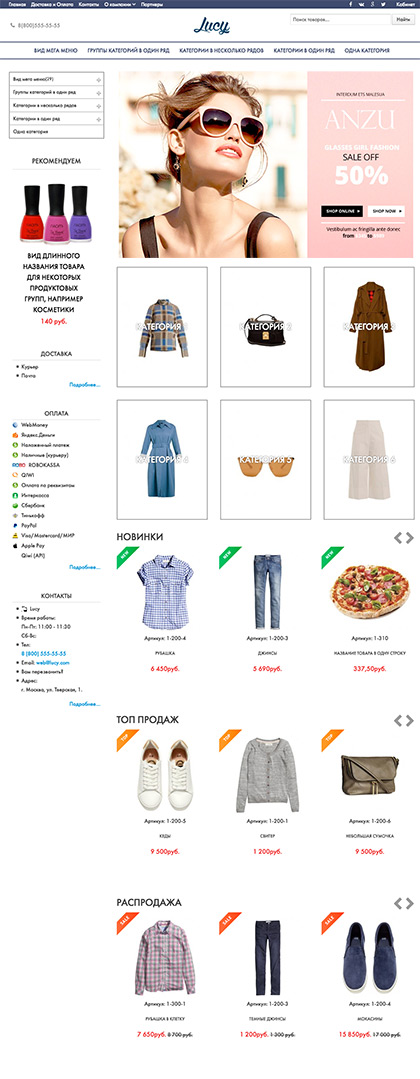 Главная Доставка и Оплата Контакты О компании Партнеры Кабинет
8(800)555-55-55
Lucy
Поиск товаров... Найти
ВИД МЕГА МЕНЮ ГРУППЫ КАТЕГОРИЙ В ОДИН РЯД КАТЕГОРИИ В НЕСКОЛЬКО РЯДОВ КАТЕГОРИИ В ОДИН РЯД ОДНА КАТЕГОРИЯ
Вид мега меню(59)
Группы категорий в один ряд
Категории в несколько рядов
Категории в один ряд
Одна категория
РЕКОМЕНДУЕМ
ВИД ДЛИННОГО
НАЗВАНИЯ ТОВАРА
ДЛЯ НЕКОТОРЫХ
ПРОДУКТОВЫХ
ГРУПП, НАПРИМЕР
КОСМЕТИКИ
140 руб.
ДОСТАВКА
Курьер
Почта
Подробнее...
ОПЛАТА
WebMoney
Яндекс.Деньги
Наложенный платеж
Наличные (курьеру)
ROBOKASSA
QIWI
Оплата по реквизитам
Интеркасса
Сбербанк
Тинькофф
PayPal
Visa/Mastercard/МИР
Apple Pay
Qiwi (API)
Подробнее...
КОНТАКТЫ
Lucy
Время работы:
Пн-Пт: 11:00 - 11:30
Сб-Вс:
Тел:
8 (800) 555-55-55
Email: web@lucy.com
Вам перезвонить?
Адрес:
г. Москва, ул. Тверская, 1.
Подробнее...
INTERDUM ETS MALESUA
ANZU
GLASSES GIRL FASHION
SALE OFF
50%
SHOP ONLINE SHOP NOW
Vestibulum ac fringilla ante donec
from to
КАТЕГОРИЯ КАТЕГОРИЯ КАТЕГОРИЯ
КАТЕГОРИЯ 4 КАТЕГОРИЯ 5 КАТЕГОРИЯ 6
НОВИНКИ
NEW NEW NEW
Артикул: 1-200-4 Артикул: 1-200-3 Артикул: 1-310
РУБАШКА ДЖИНСЫ НАЗВАНИЯ ТОВАРА В ОДНУ СТРОКУ
6 450руб. 5 690руб. 337,50руб.
ТОП ПРОДАЖ
TOP TOP TOP
Артикул: 1-200-5 Артикул: 1-200-1 Артикул: 1-200-6
КЕДЫ СВИТЕР НЕБОЛЬШАЯ СУМОЧКА
9 500руб. 1 200руб. 9 500руб.
РАСПРОДАЖА
SALE SALE SALE
Артикул: 1-300-1 Артикул: 1-200-3 Артикул: 1-200-4
РУБАШКА В КЛЕТКУ ТЕМНЫЕ ДЖИНСЫ МОКАСИНЫ
7 650руб. 8 700 руб. 1 200руб. 1 300 руб. 15 850руб. 17 000 руб.